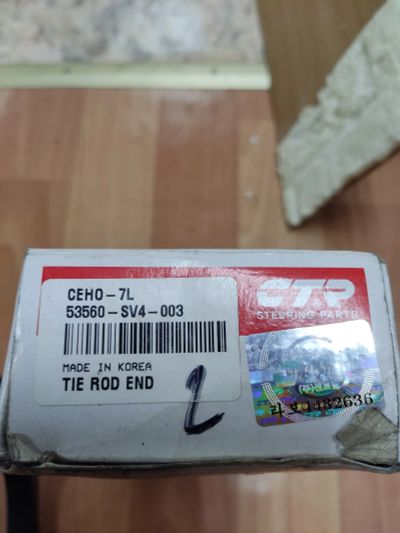 CEHO-7L
53560-SV4-003
MADE IN KOREA
TIE ROD END
2
CTR
STEERING PARTS